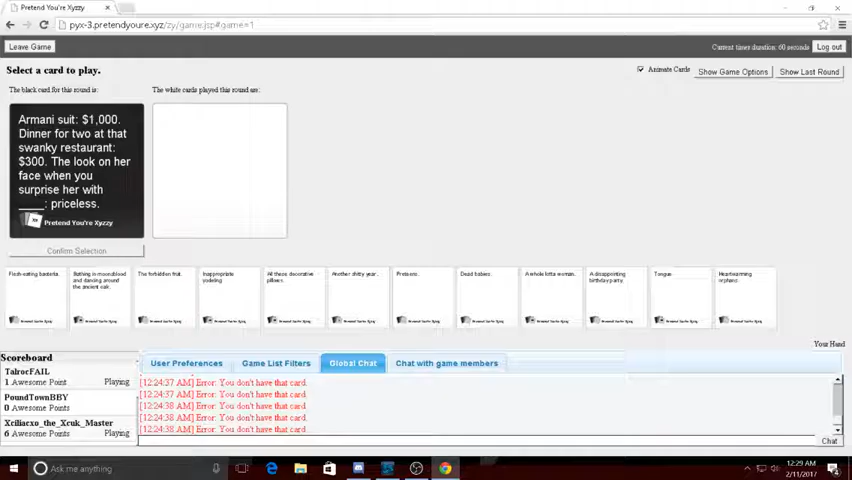 Pretend You're Xyzzy
pyx-3.pretendyoure.xyz/zy/game.jsp#game=1
Leave Game
Current timer duration: 60 seconds
Log out
Select a card to play.
Animate Cards
Show Game Options
Show Last Round
The black card for this round is:
The white cards played this round are:
Armani suit: $1,000.
Dinner for two at that
swanky restaurant:
$300. The look on her
face when you
surprise her with
____: priceless.
Pretend You're Xyzzy
Confirm Selection
Flesh-eating bacteria.
Bathing in moonsblood
and dancing around
the ancient oak.
The forbidden fruit.
Inappropriate
yodeling.
All these decorative
pillows.
Another shitty year.
Pretzels.
Dead babies.
A whole lotta woman.
A disappointing
birthday party.
Tongue.
Heartwarming
orphans.
Your Hand
Scoreboard
TalrocFAIL
1 Awesome Point
Playing
PoundTownBBY
0 Awesome Points
Xciliacxo_the_Xcuk_Master
6 Awesome Points
Playing
User Preferences
Game List Filters
Global Chat
Chat with game members
[12:24:37 AM] Error: You don't have that card.
[12:24:37 AM] Error: You don't have that card.
[12:24:38 AM] Error: You don't have that card.
[12:24:38 AM] Error: You don't have that card.
[12:24:38 AM] Error: You don't have that card.
Chat
Ask me anything
12:29 AM
2/11/2017